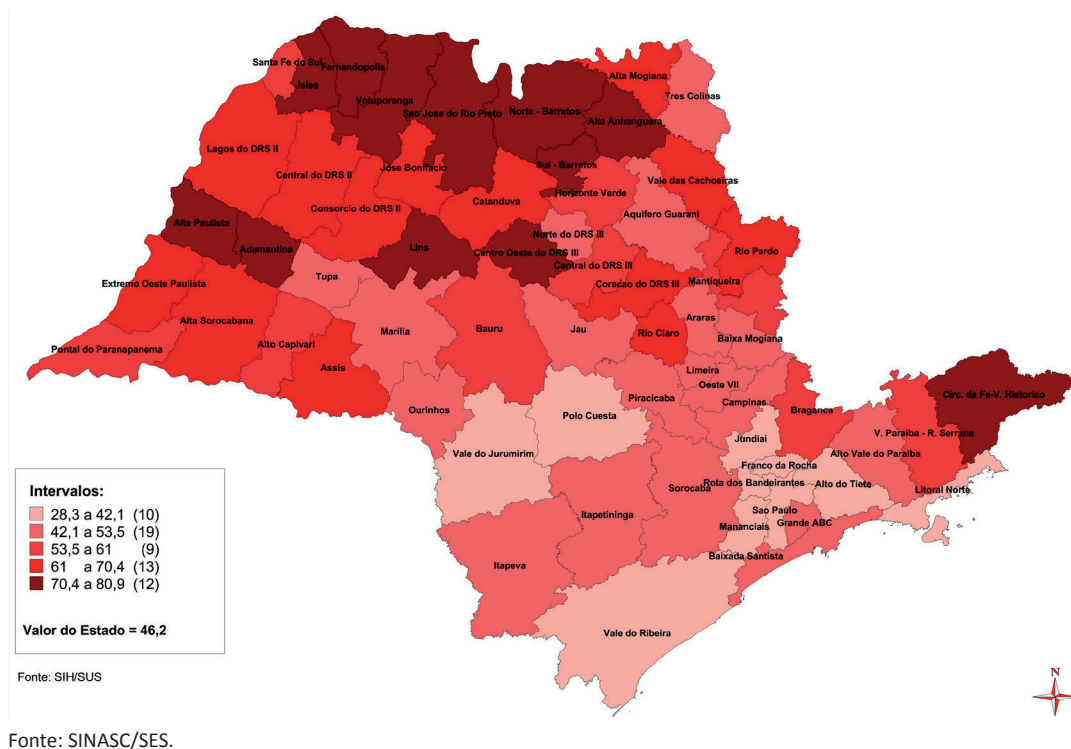 Santa Fe do Sul
Jales
Fernandopolis
Votuporanga
Sao Jose do Rio Preto
Norte - Barretos
Alta Mogiana
Tres Colinas
Alta Anhanguera
Lagos do DRS II
Central do DRS II
Jose Bonifacio
Sul - Barretos
Consorcio do DRS II
Catanduva
Horizonte Verde
Vale das Cachoeiras
Aquifero Guarani
Alta Paulista
Adamantina
Lins
Centro Oeste do DRS III
Norte do DRS III
Central do DRS III
Rio Pardo
Tupa
Extremo Oeste Paulista
Coracao do DRS III
Mantiqueira
Alta Sorocabana
Marilia
Bauru
Jau
Araras
Rio Claro
Baixa Mogiana
Pontal do Paranapanema
Alto Capivari
Assis
Limeira
Oeste VII
Ourinhos
Polo Cuesta
Piracicaba
Campinas
Braganca
Circ. da Fe-V. Historico
V. Paraiba - R. Serrana
Jundiai
Alto Vale do Paraiba
Vale do Jurumirim
Franco da Rocha
Rota dos Bandeirantes
Alto do Tiete
Litoral Norte
Sorocaba
Sao Paulo
Itapetininga
Mananciais
Grande ABC
Itapeva
Baixada Santista
Vale do Ribeira
Intervalos:
28,3 a 42,1 (10)
42,1 a 53,5 (19)
53,5 a 61 (9)
61 a 70,4 (13)
70,4 a 80,9 (12)
Valor do Estado = 46,2
Fonte: SIH/SUS
N
Fonte: SINASC/SES.